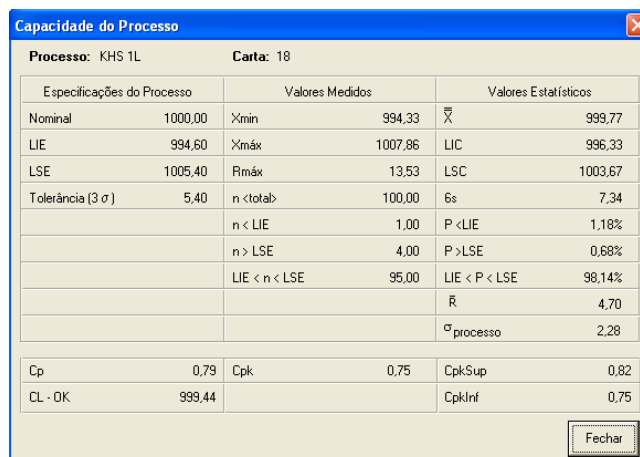 Capacidade do Processo
Processo: KHS 1L Carta: 18
Especificações do Processo Valores Medidos Valores Estatísticos
Nominal 1000,00 Xmin 994,33 X̿ 999,77
LIE 994,60 Xmáx 1007,86 LIC 996,33
LSE 1005,40 Rmáx 13,53 LSC 1003,67
Tolerância (3 σ) 5,40 n <total> 100,00 6s 7,34
n < LIE 1,00 P <LIE 1,18%
n > LSE 4,00 P >LSE 0,68%
LIE < n < LSE 95,00 LIE < P < LSE 98,14%
R̄ 4,70
σ processo 2,28
Cp 0,79 Cpk 0,75 CpkSup 0,82
CL - OK 999,44 CpkInf 0,75
Fechar